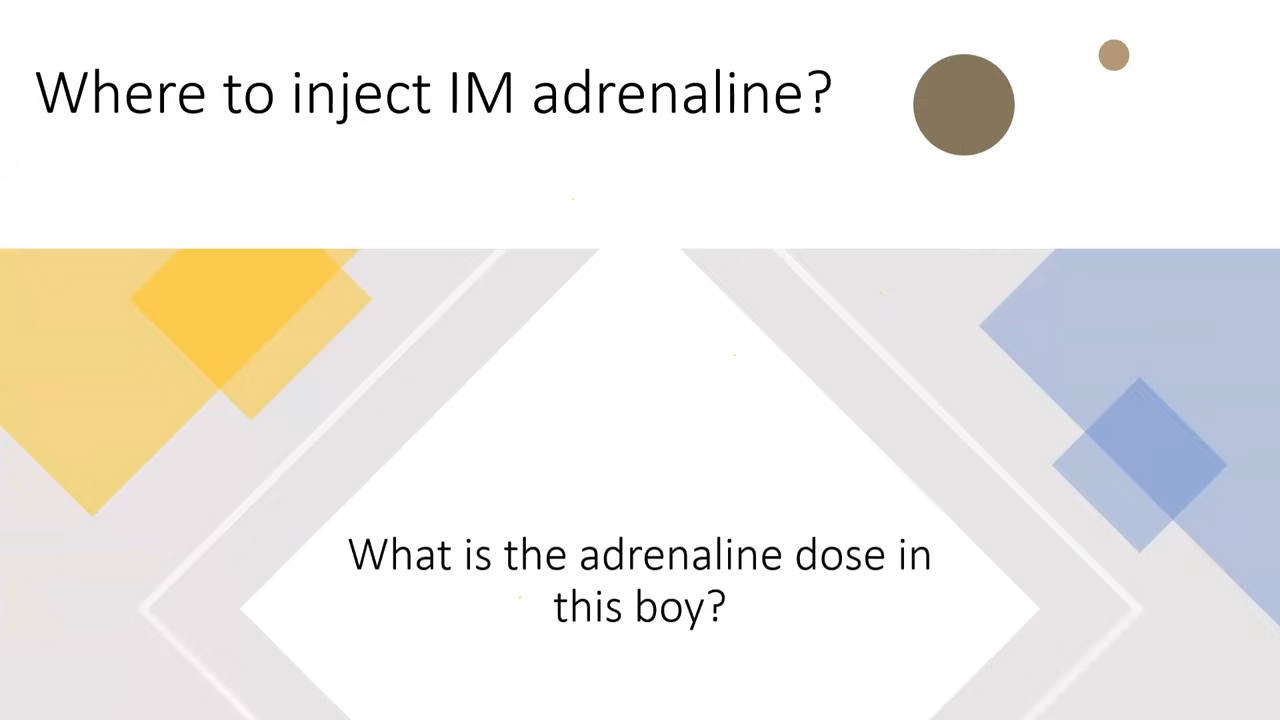 Where to inject IM adrenaline?
What is the adrenaline dose in
this boy?